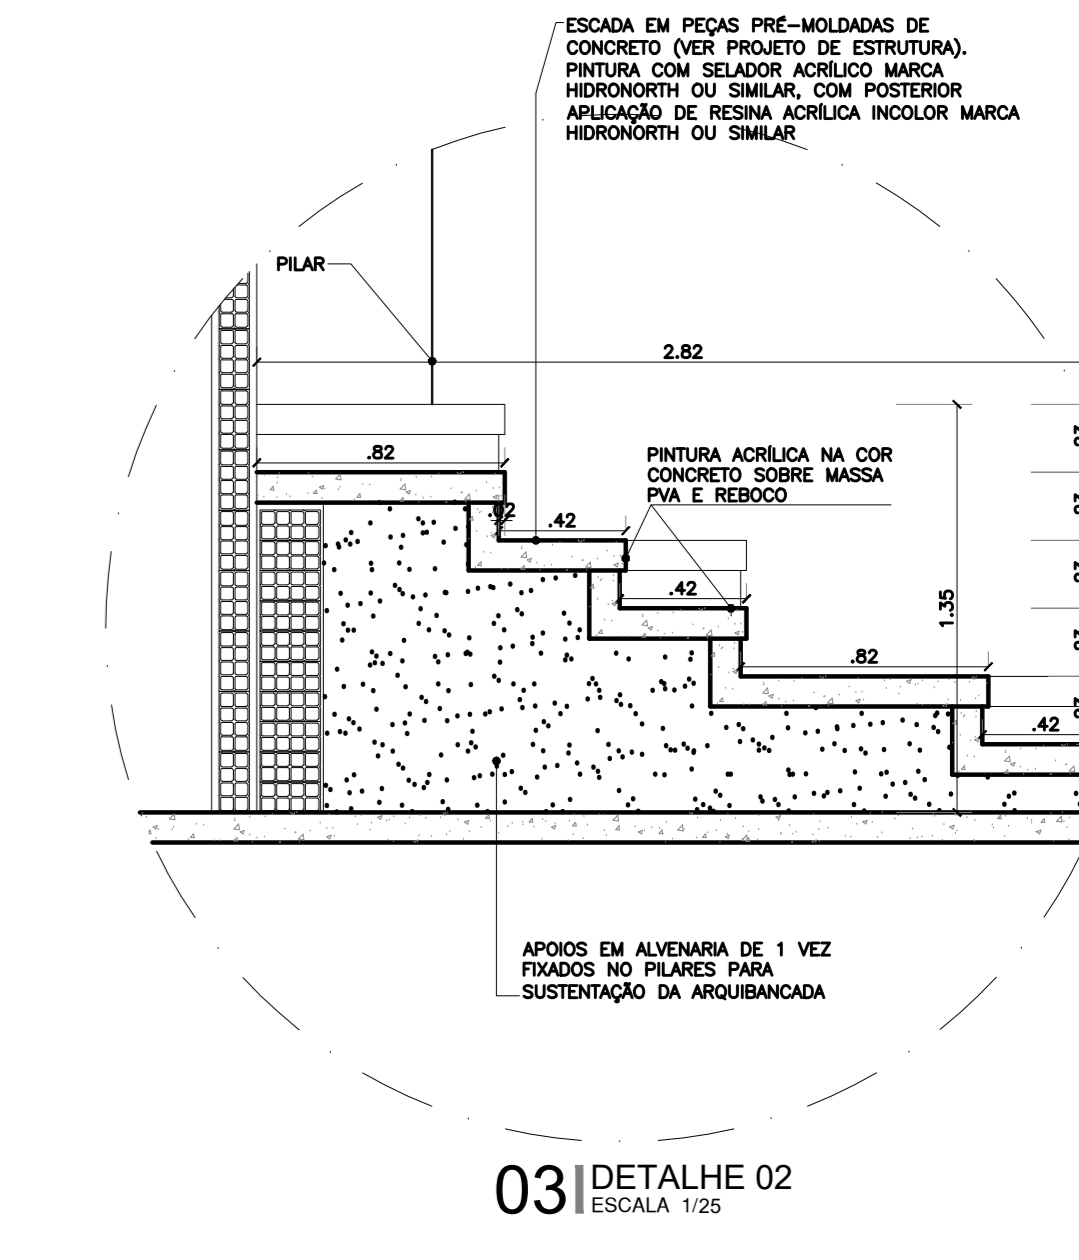 ESCADA EM PEÇAS PRÉ-MOLDADAS DE
CONCRETO (VER PROJETO DE ESTRUTURA).
PINTURA COM SELADOR ACRÍLICO MARCA
HIDRONORTH OU SIMILAR, COM POSTERIOR
APLICAÇÃO DE RESINA ACRÍLICA INCOLOR MARCA
HIDRONORTH OU SIMILAR
PILAR
2.82
.82
PINTURA ACRÍLICA NA COR
CONCRETO SOBRE MASSA
PVA E REBOCO
.02
.42
.42
1.35
.82
.42
APOIOS EM ALVENARIA DE 1 VEZ
FIXADOS NO PILARES PARA
SUSTENTAÇÃO DA ARQUIBANCADA
03
DETALHE 02
ESCALA 1/25